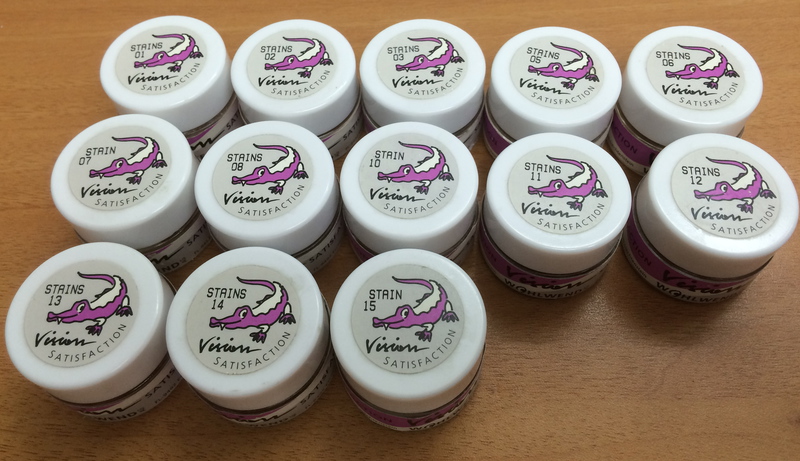 STAINS
01
Vision
SATISFACTION
STAINS
02
Vision
SATISFACTION
STAINS
03
Vision
SATISFACTION
STAINS
05
Vision
SATISFACTION
STAINS
06
Vision
SATISFACTION
STAIN
07
Vision
SATISFACTION
STAINS
08
Vision
SATISFACTION
STAIN
10
Vision
SATISFACTION
STAINS
11
Vision
SATISFACTION
STAINS
12
Vision
SATISFACTION
Vision
WOHLWEND
STAINS
13
Vision
SATISFACTION
STAINS
14
Vision
SATISFACTION
STAIN
15
Vision
SATISFACTION